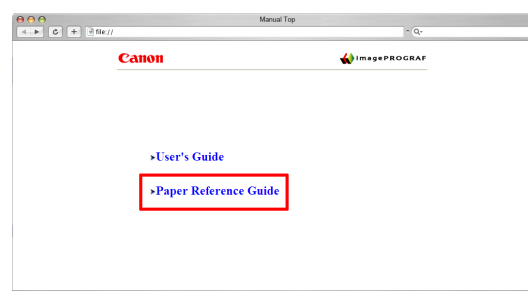 Manual Top
file://
Q-
Canon
imagePROGRAF
User's Guide
Paper Reference Guide